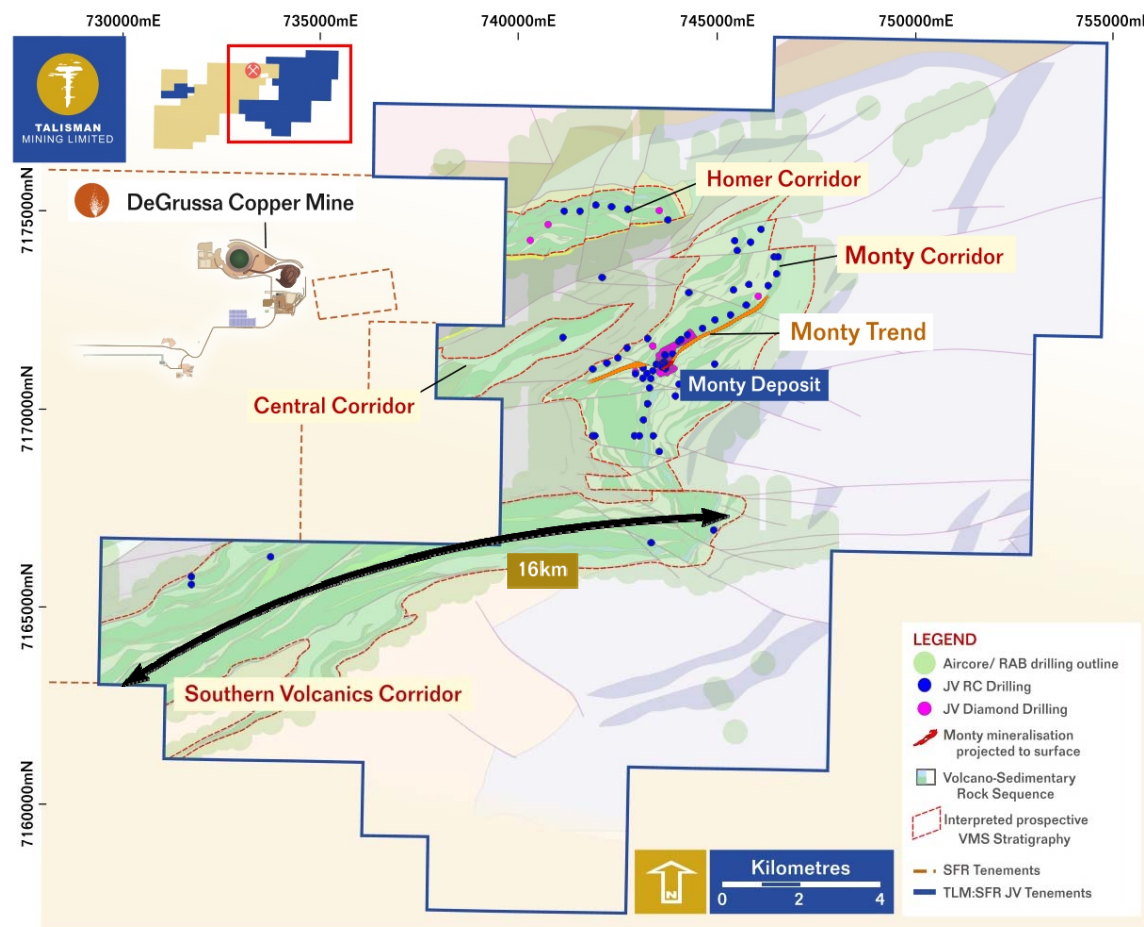 730000mE
735000mE
740000mE
745000mE
750000mE
755000mE
TALISMAN
MINING LIMITED
7175000mN
7170000mN
7165000mN
7160000mN
DeGrussa Copper Mine
Homer Corridor
Monty Corridor
Monty Trend
Monty Deposit
Central Corridor
16km
Southern Volcanics Corridor
LEGEND
Aircore/ RAB drilling outline
JV RC Drilling
JV Diamond Drilling
Monty mineralisation
projected to surface
Volcano-Sedimentary
Rock Sequence
Interpreted prospective
VMS Stratigraphy
SFR Tenements
TLM:SFR JV Tenements
N
Kilometres
0 2 4